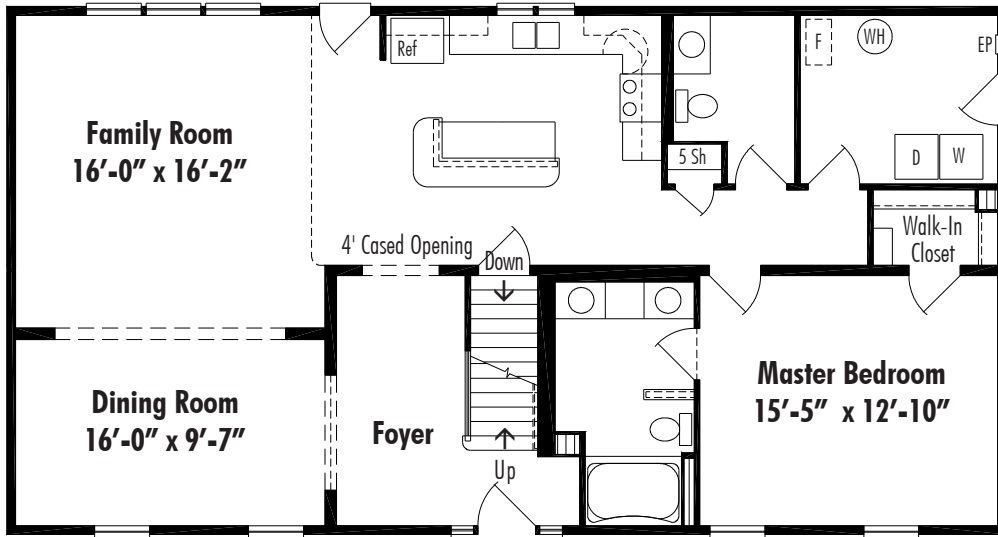 Ref
F
WH
EP
Family Room
16’-0” x 16’-2”
5 Sh
D
W
4' Cased Opening
Down
Walk-In
Closet
Dining Room
16’-0” x 9’-7”
Foyer
Up
Master Bedroom
15’-5” x 12’-10”